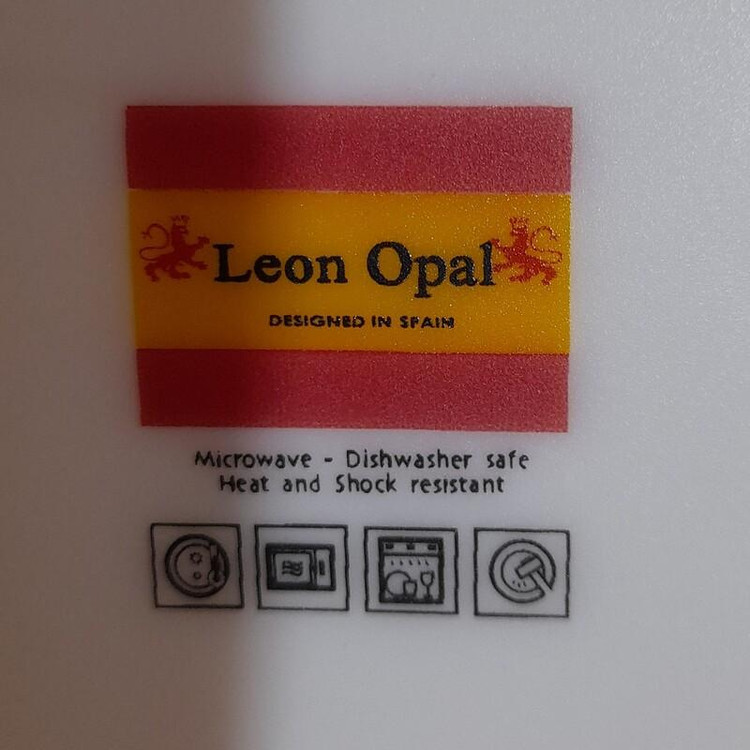 Leon Opal
DESIGNED IN SPAIN
Microwave - Dishwasher safe
Heat and Shock resistant